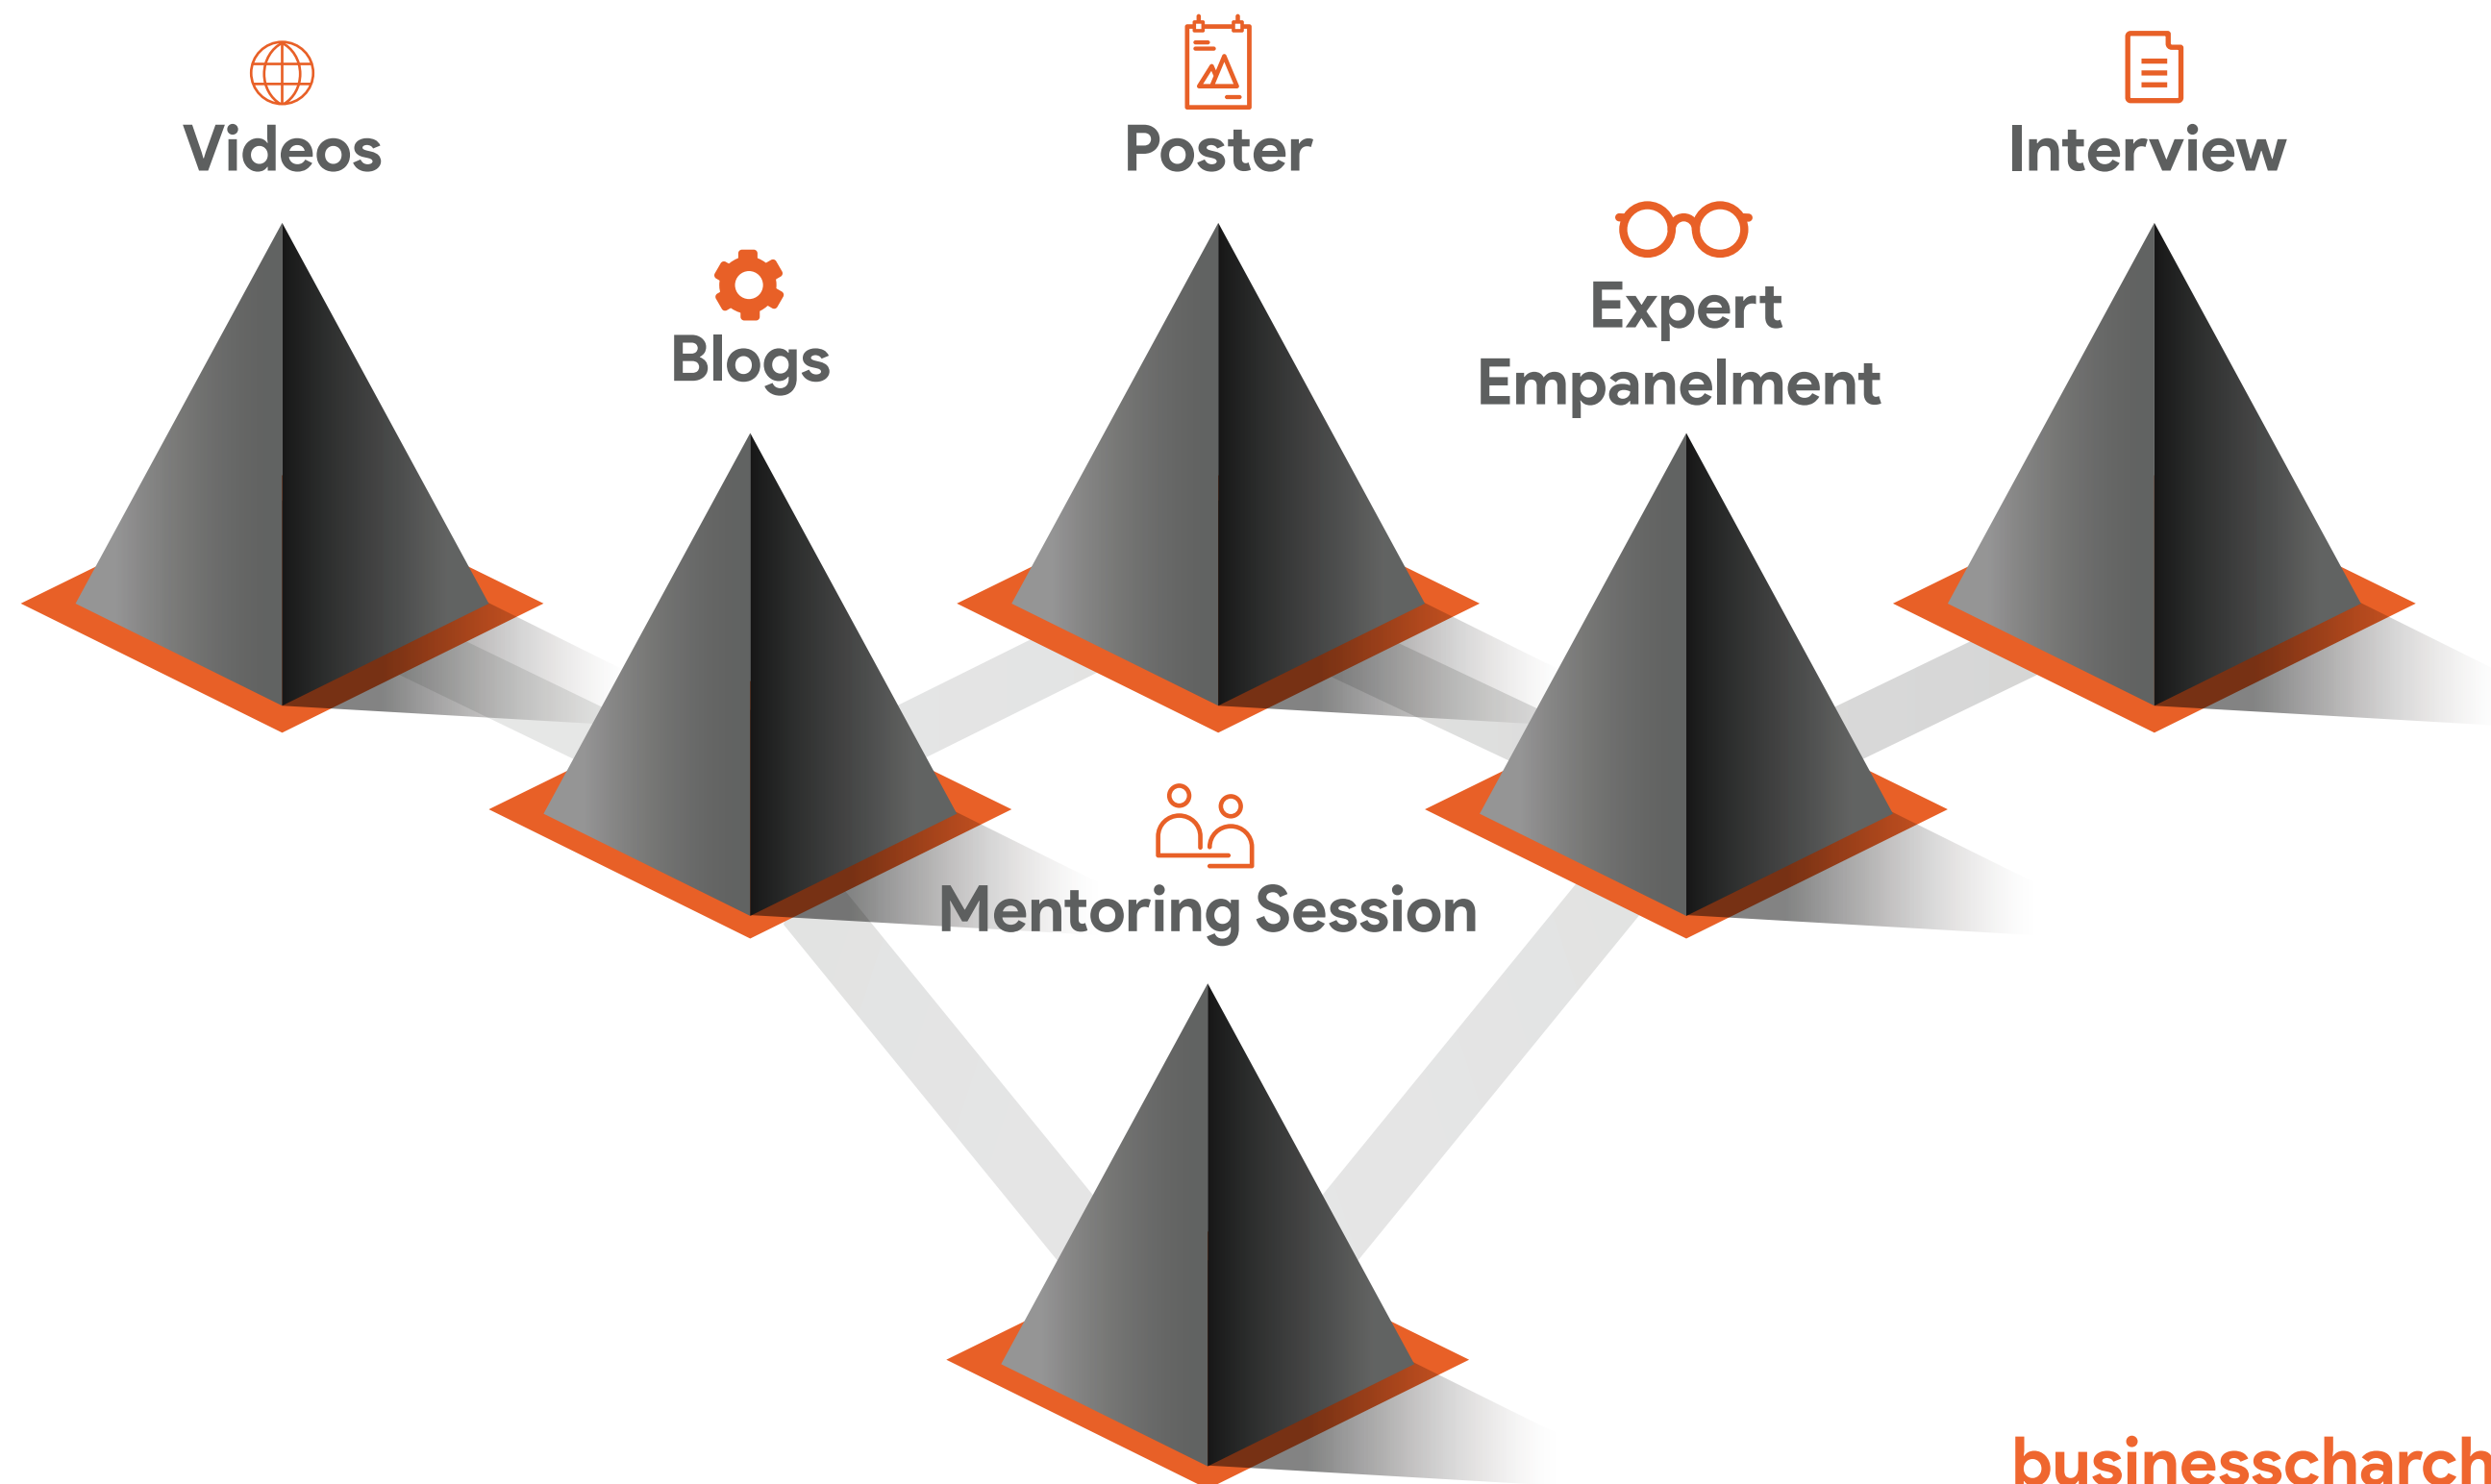 Videos
Poster
Interview
Blogs
Expert
Empanelment
Mentoring Session
businesscharch